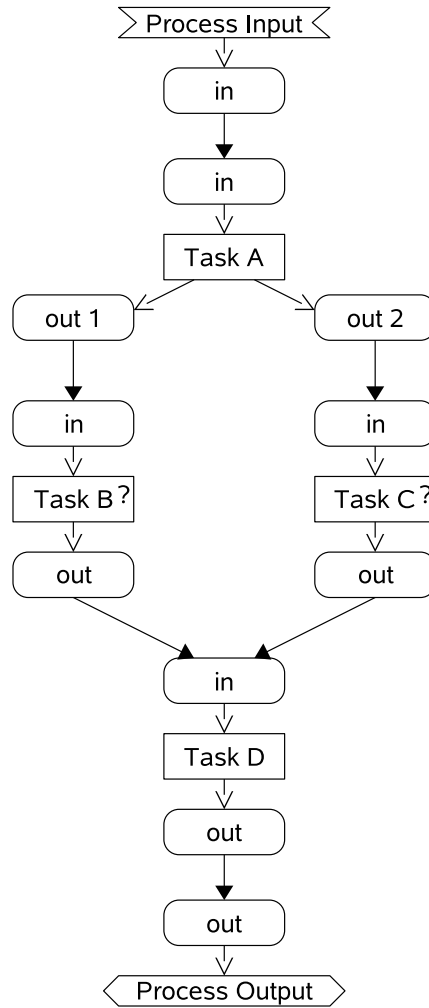 Process Input
in
in
Task A
out 1
out 2
in
in
Task B?
Task C?
out
out
in
Task D
out
out
Process Output